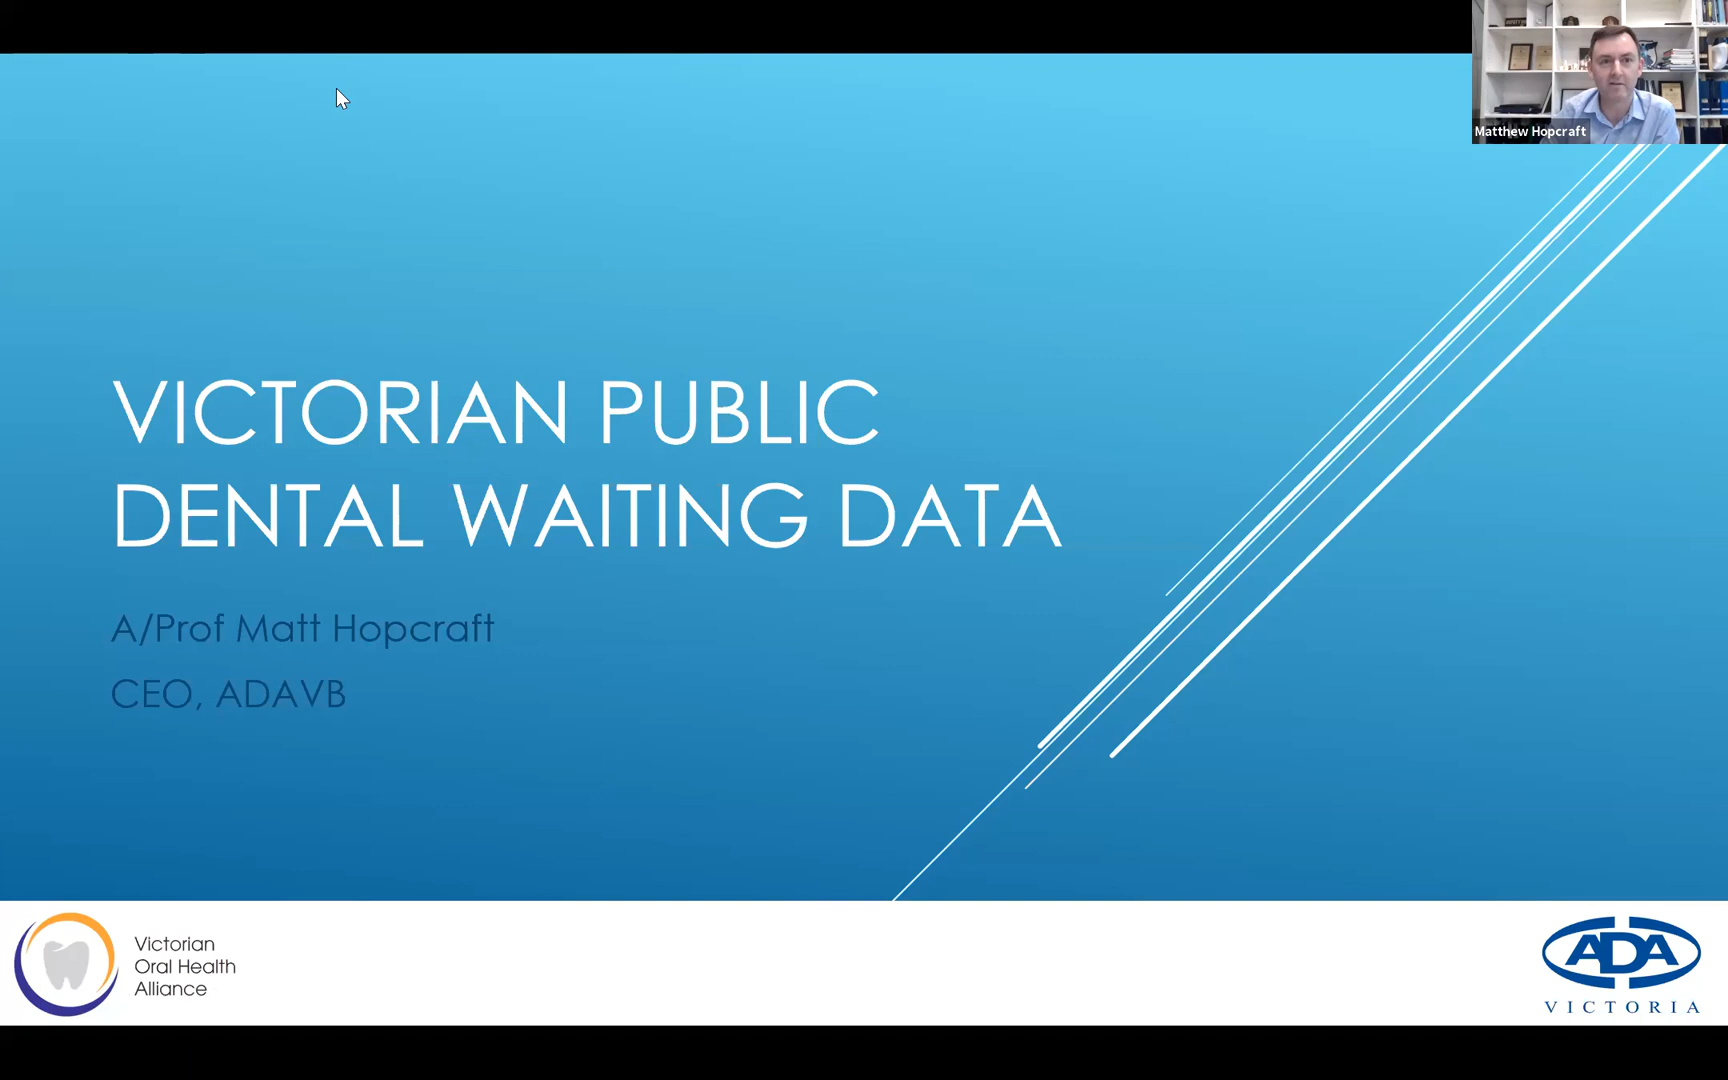 Matthew Hopcraft
VICTORIAN PUBLIC
DENTAL WAITING DATA
A/Prof Matt Hopcraft
CEO, ADAVB
Victorian
Oral Health
Alliance
ADA
VICTORIA